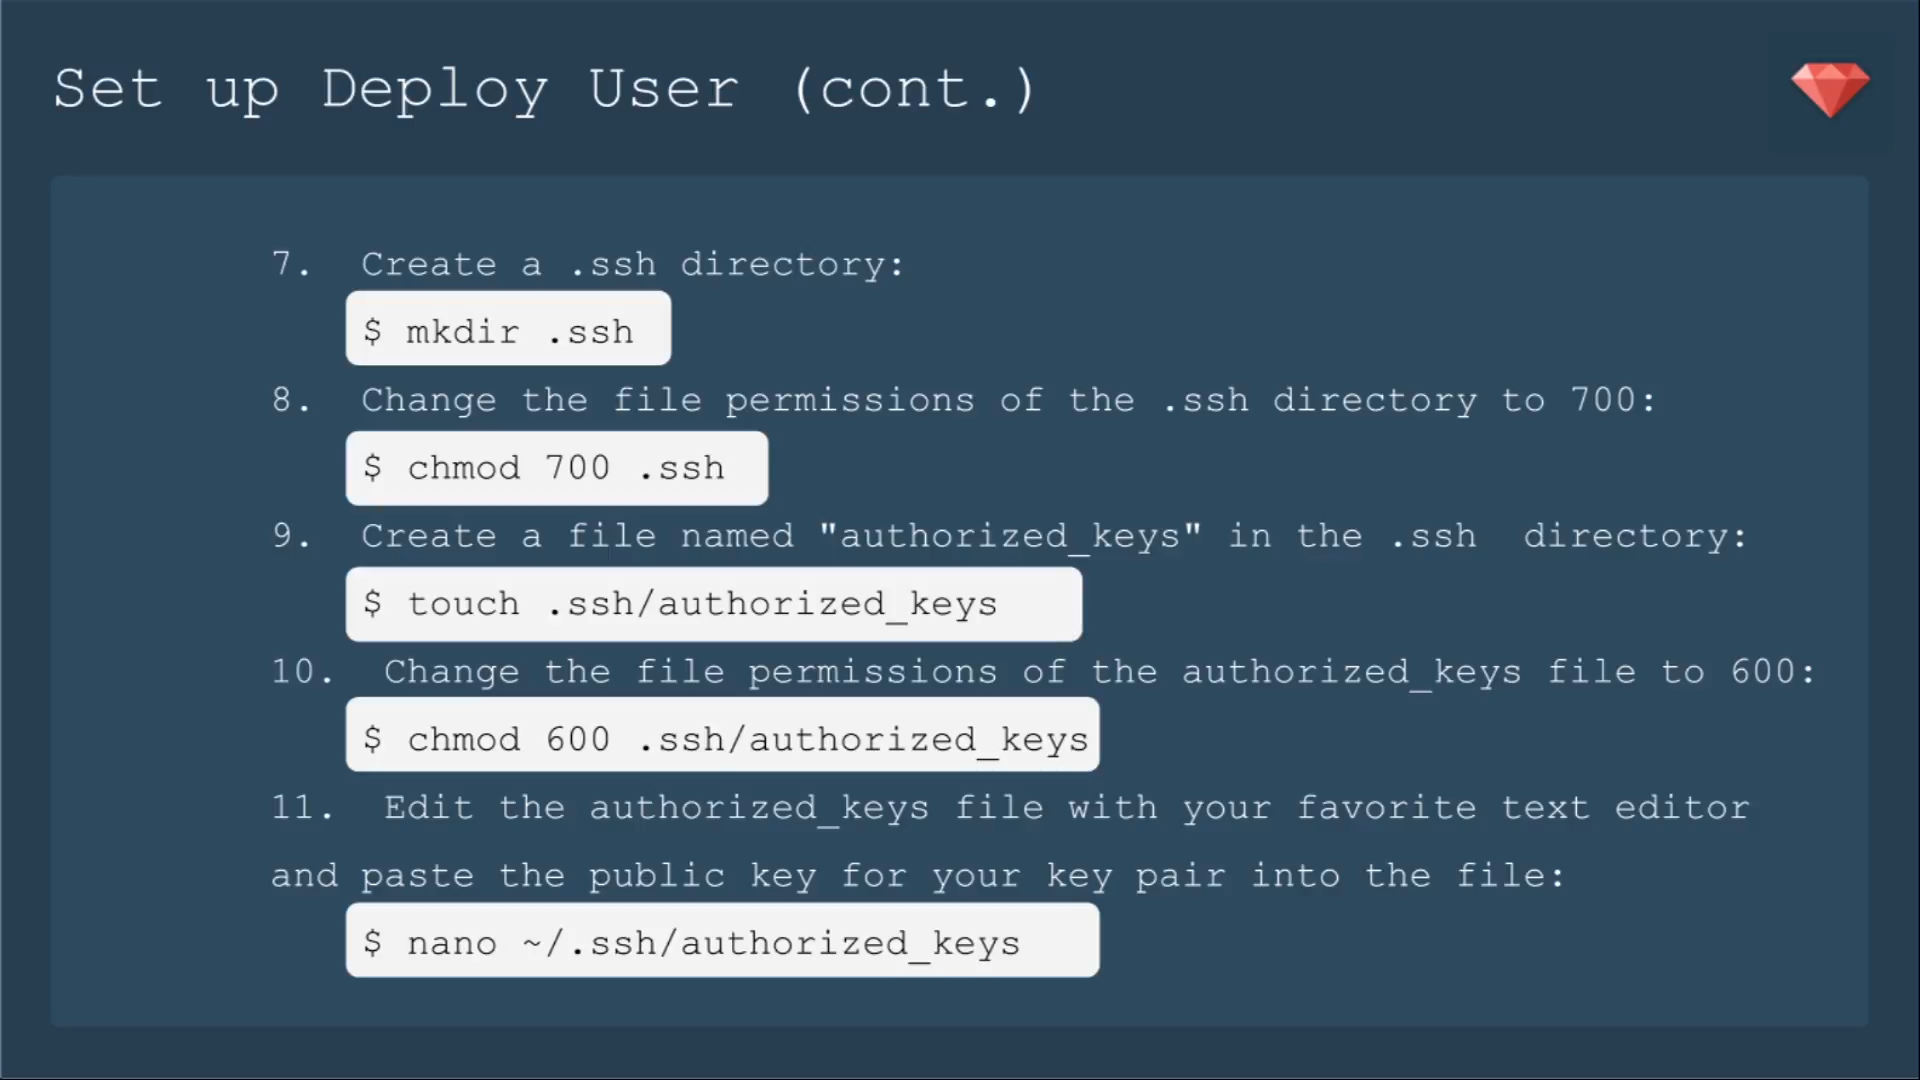 Set up Deploy User (cont.)
7. Create a .ssh directory:
$ mkdir .ssh
8. Change the file permissions of the .ssh directory to 700:
$ chmod 700 .ssh
9. Create a file named "authorized_keys" in the .ssh directory:
$ touch .ssh/authorized_keys
10. Change the file permissions of the authorized_keys file to 600:
$ chmod 600 .ssh/authorized_keys
11. Edit the authorized_keys file with your favorite text editor
and paste the public key for your key pair into the file:
$ nano ~/.ssh/authorized_keys